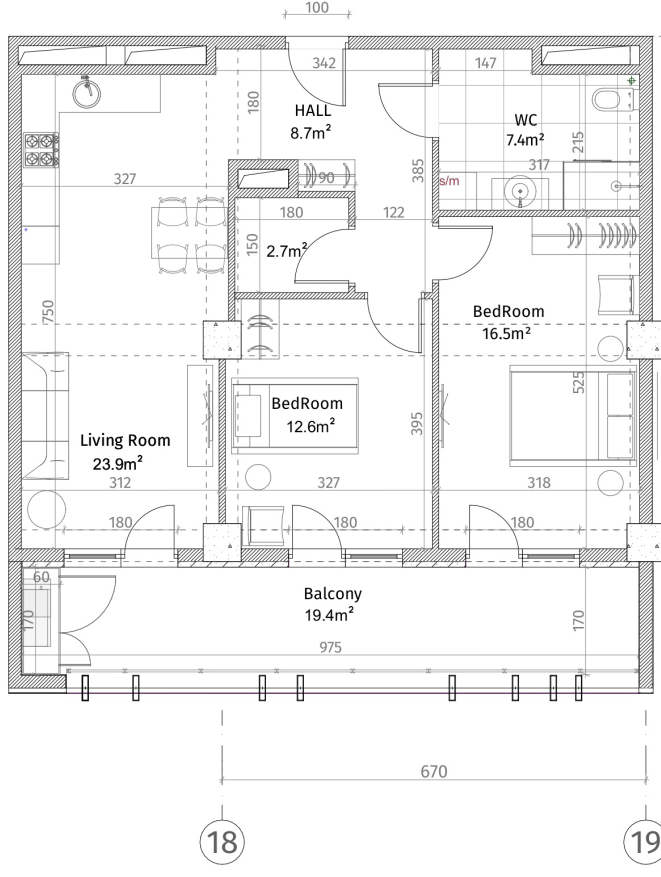 100
342
147
180
HALL
8.7m²
WC
7.4m²
215
327
90
385
317
s/m
180
122
150
2.7m²
750
BedRoom
16.5m²
525
BedRoom
12.6m²
395
Living Room
23.9m²
312
327
318
180
180
180
60
Balcony
19.4m²
170
170
975
670
18
19